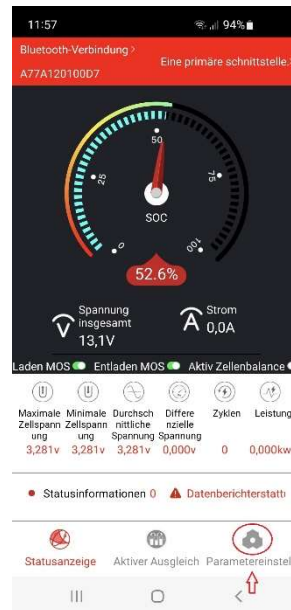 11:57
94%
Bluetooth-Verbindung >
Eine primäre schnittstelle.
A77A120100D7
0
25
50
75
100
SOC
52.6%
Spannung
insgesamt
13,1V
V
Strom
0,0A
A
Laden MOS
Entladen MOS
Aktiv Zellenbalance
Maximale
Zellspann
ung
3,281v
Minimale
Zellspann
ung
3,281v
Durchsch
nittliche
Spannung
3,281v
Differe
nzielle
Spannung
0,000v
Zyklen
0
Leistung
0,000kw
Statusinformationen 0
Datenberichterstattu
Statusanzeige
Aktiver Ausgleich
Parametereinstel